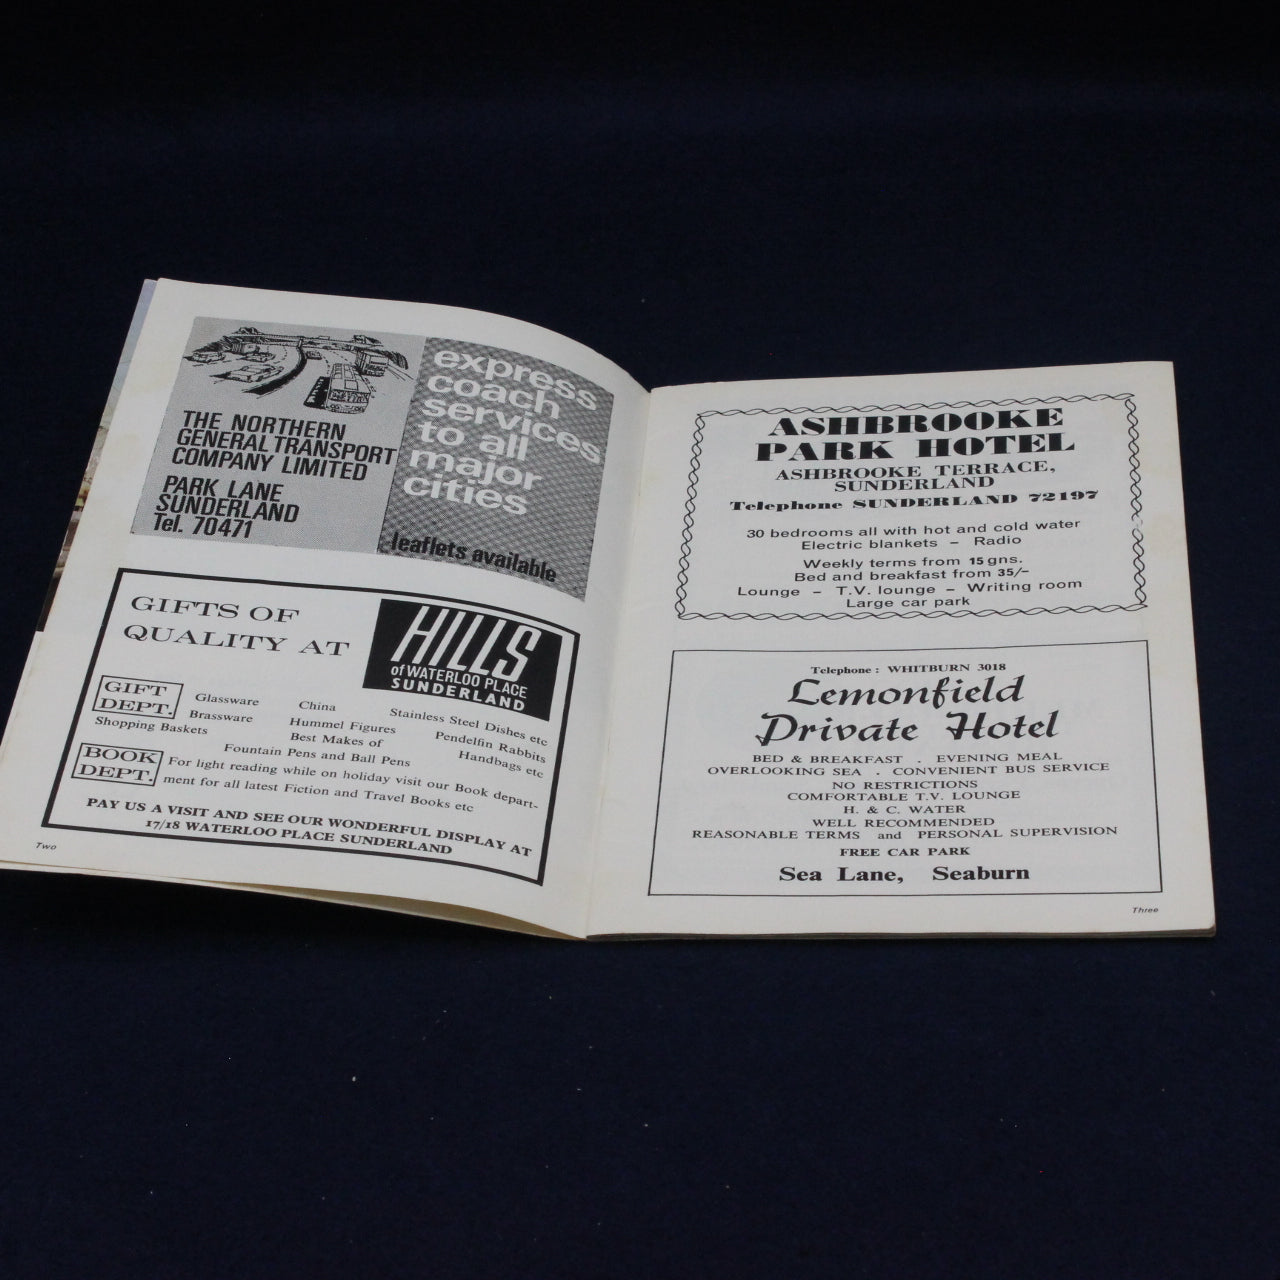 THE NORTHERN
GENERAL TRANSPORT
COMPANY LIMITED
PARK LANE
SUNDERLAND
Tel. 70471
express
coach
services
to all
major
cities
leaflets available
GIFTS OF
QUALITY AT
HILLS
of WATERLOO PLACE
SUNDERLAND
GIFT
DEPT.
Glassware China Stainless Steel Dishes etc
Brassware Hummel Figures Pendelfin Rabbits
Shopping Baskets Best Makes of Handbags etc
Fountain Pens and Ball Pens
BOOK
DEPT.
For light reading while on holiday visit our Book depart-
ment for all latest Fiction and Travel Books etc
PAY US A VISIT AND SEE OUR WONDERFUL DISPLAY AT
17/18 WATERLOO PLACE SUNDERLAND
Two
ASHBROOKE
PARK HOTEL
ASHBROOKE TERRACE,
SUNDERLAND
Telephone SUNDERLAND 72197
30 bedrooms all with hot and cold water
Electric blankets – Radio
Weekly terms from 15 gns.
Bed and breakfast from 35/–
Lounge – T.V. lounge – Writing room
Large car park
Telephone : WHITBURN 3018
Lemonfield
Private Hotel
BED & BREAKFAST . EVENING MEAL
OVERLOOKING SEA . CONVENIENT BUS SERVICE
NO RESTRICTIONS
COMFORTABLE T.V. LOUNGE
H. & C. WATER
WELL RECOMMENDED
REASONABLE TERMS and PERSONAL SUPERVISION
FREE CAR PARK
Sea Lane, Seaburn
Three